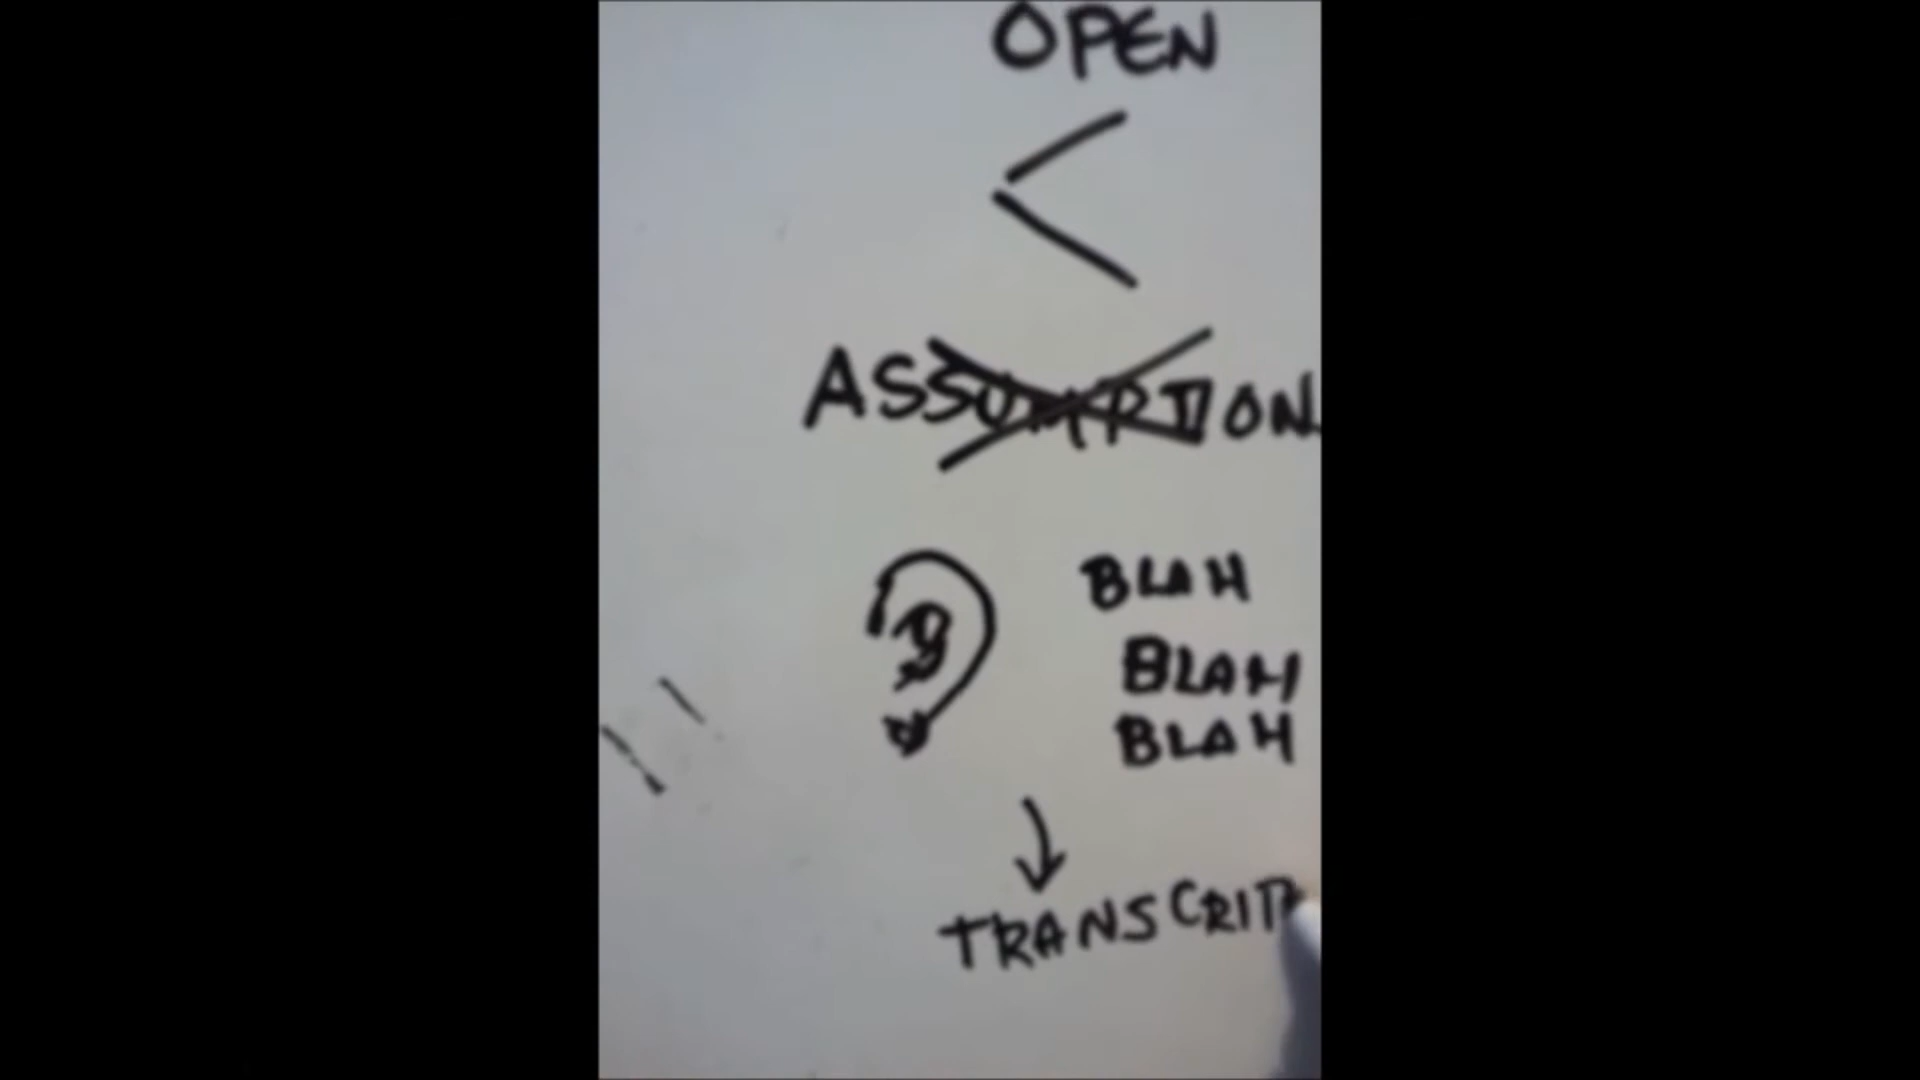 OPEN
ASSUMPTION
BLAH
BLAH
BLAH
TRANSCRIP